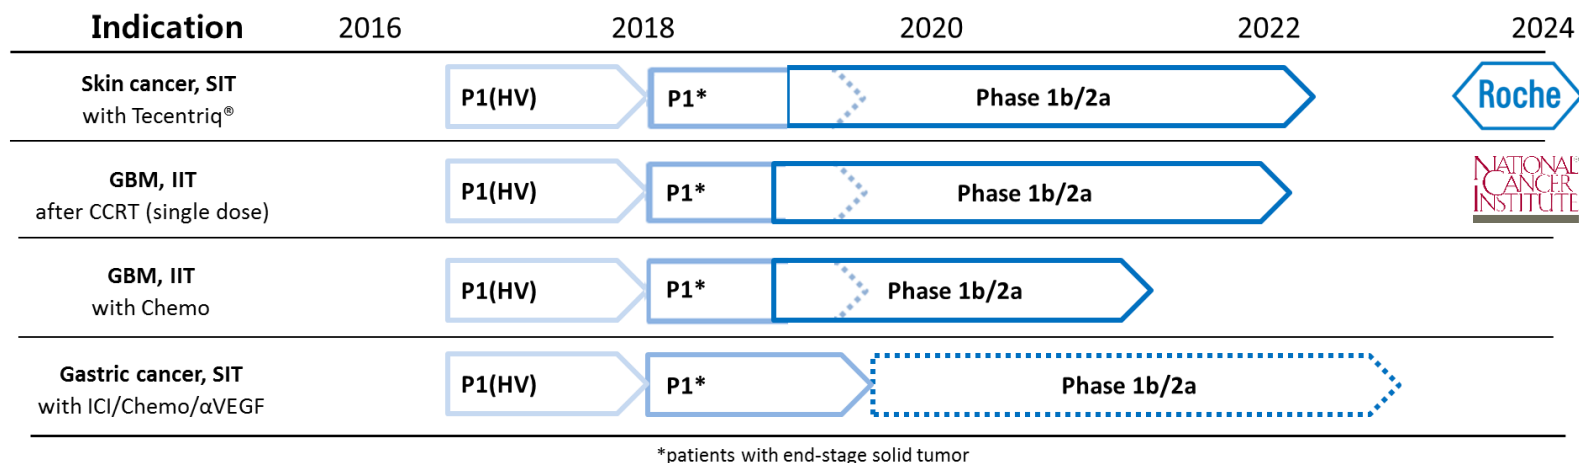 Indication 2016 2018 2020 2022 2024
Skin cancer, SIT
with Tecentriq®
P1(HV) P1* Phase 1b/2a Roche
GBM, IIT
after CCRT (single dose)
P1(HV) P1* Phase 1b/2a
NATIONAL
CANCER
INSTITUTE
GBM, IIT
with Chemo
P1(HV) P1* Phase 1b/2a
Gastric cancer, SIT
with ICI/Chemo/αVEGF
P1(HV) P1* Phase 1b/2a
*patients with end-stage solid tumor